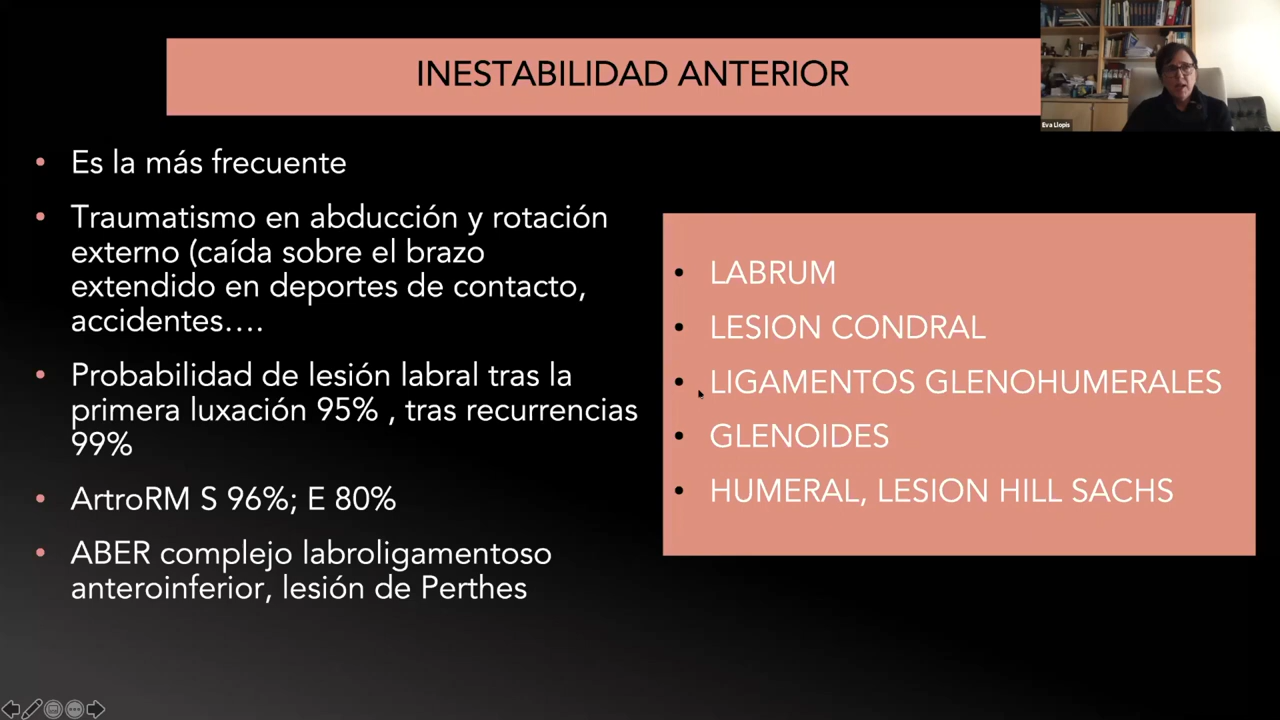 INESTABILIDAD ANTERIOR
Eva Llopis
• Es la más frecuente
• Traumatismo en abducción y rotación
externo (caída sobre el brazo
extendido en deportes de contacto,
accidentes....
• Probabilidad de lesión labral tras la
primera luxación 95% , tras recurrencias
99%
• ArtroRM S 96%; E 80%
• ABER complejo labroligamentoso
anteroinferior, lesión de Perthes
• LABRUM
• LESION CONDRAL
• LIGAMENTOS GLENOHUMERALES
• GLENOIDES
• HUMERAL, LESION HILL SACHS